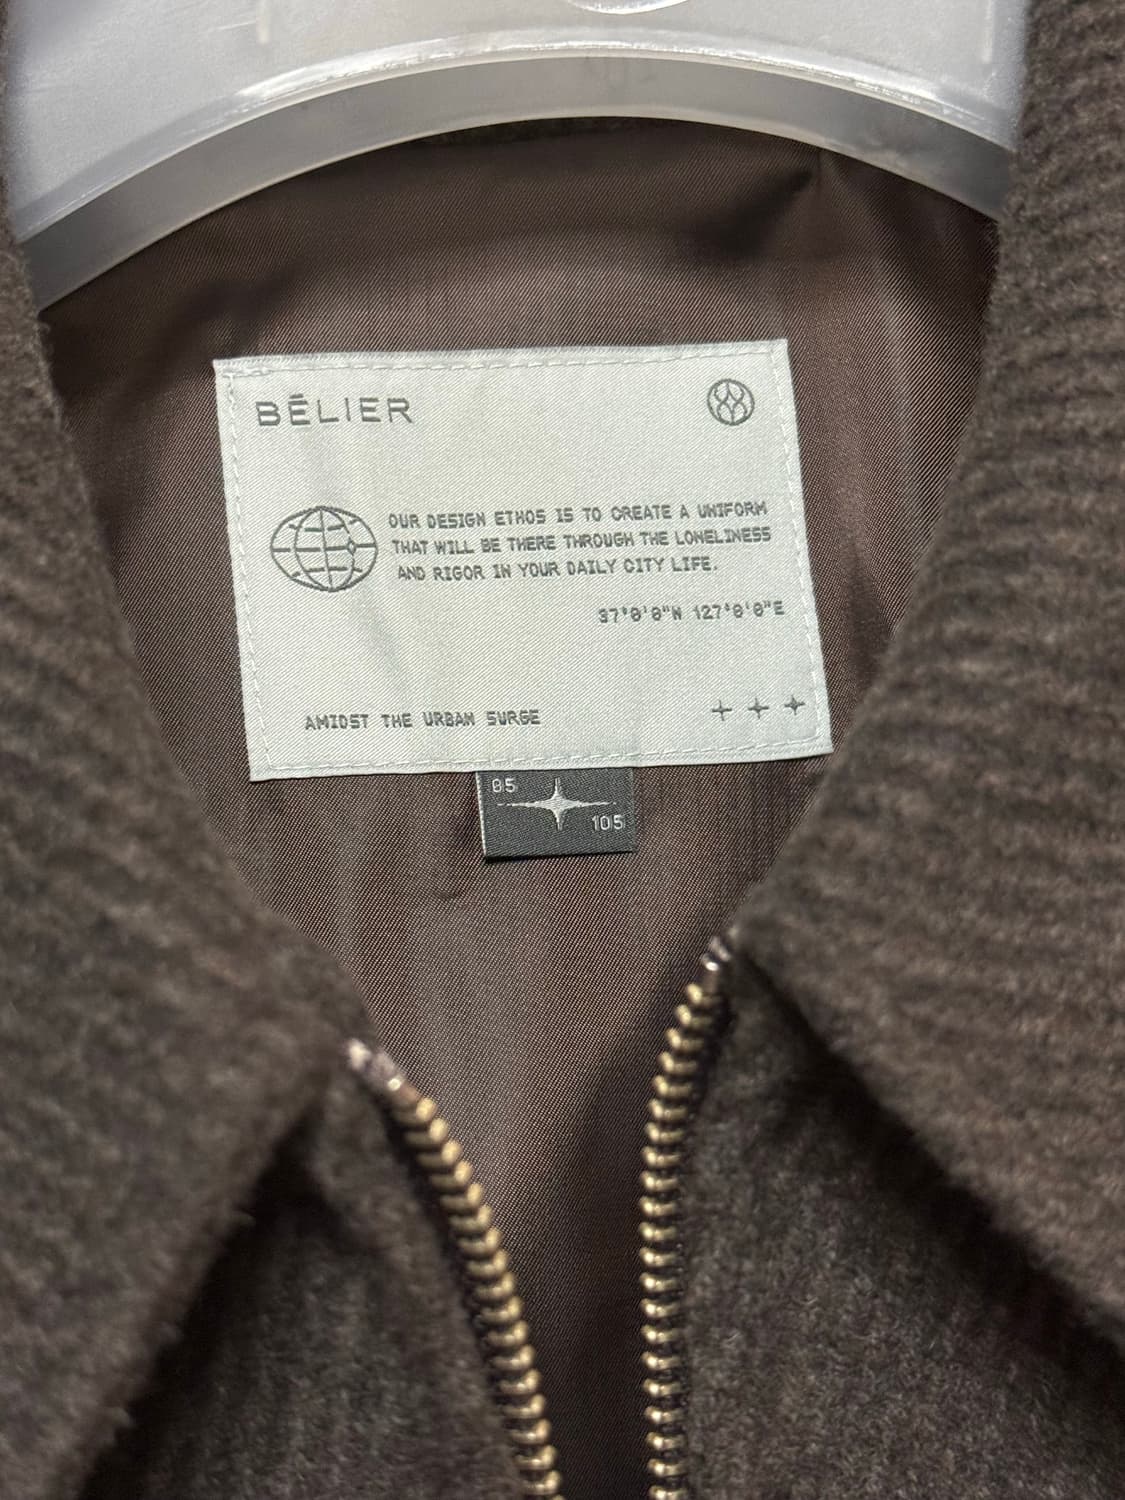 BĒLIER
OUR DESIGN ETHOS IS TO CREATE A UNIFORM
THAT WILL BE THERE THROUGH THE LONELINESS
AND RIGOR IN YOUR DAILY CITY LIFE.
37°0'0"N 127°0'0"E
AMIDST THE URBAN SURGE
05
105